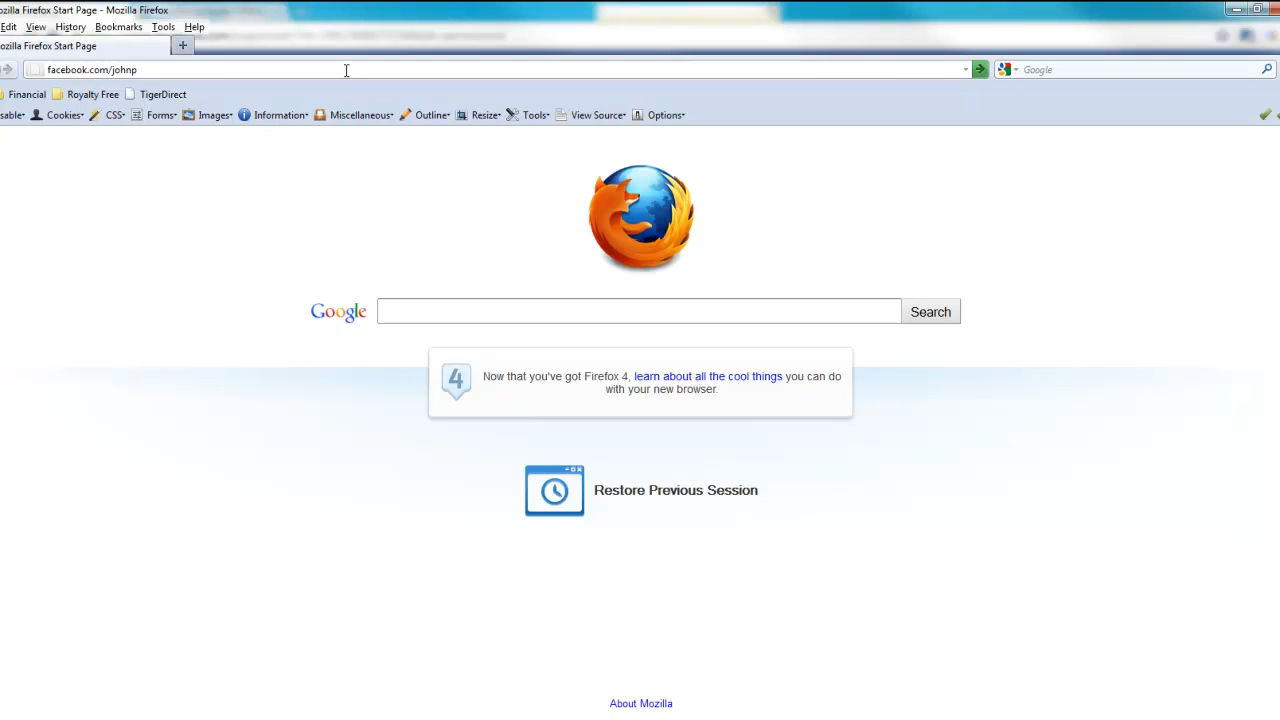 ozilla Firefox Start Page - Mozilla Firefox
Edit View History Bookmarks Tools Help
ozilla Firefox Start Page +
facebook.com/johnp Google
Financial Royalty Free TigerDirect
sable Cookies CSS Forms Images Information Miscellaneous Outline Resize Tools View Source Options
Google Search
4 Now that you've got Firefox 4, learn about all the cool things you can do
with your new browser.
Restore Previous Session
About Mozilla